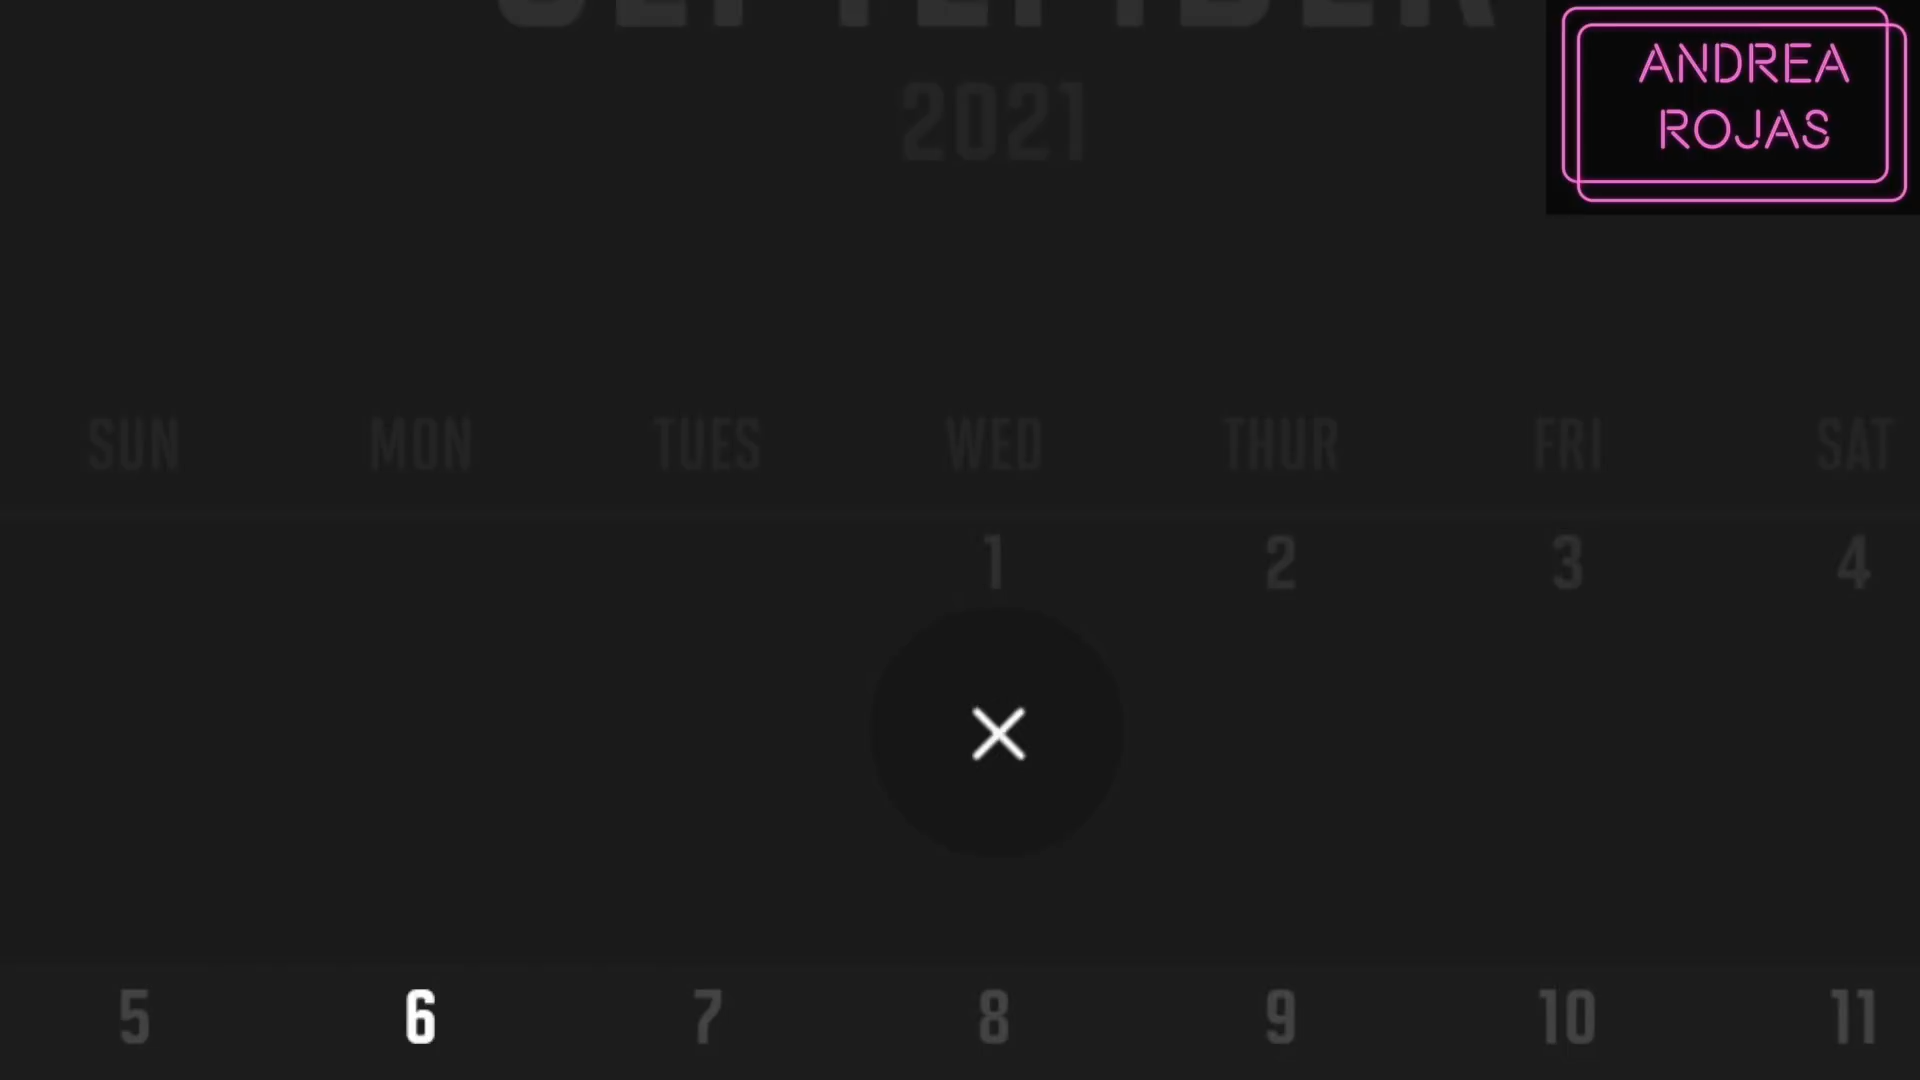 SEPTEMBER
2021
ANDREA
ROJAS
SUN MON TUES WED THUR FRI SAT
1 2 3 4
5 6 7 8 9 10 11